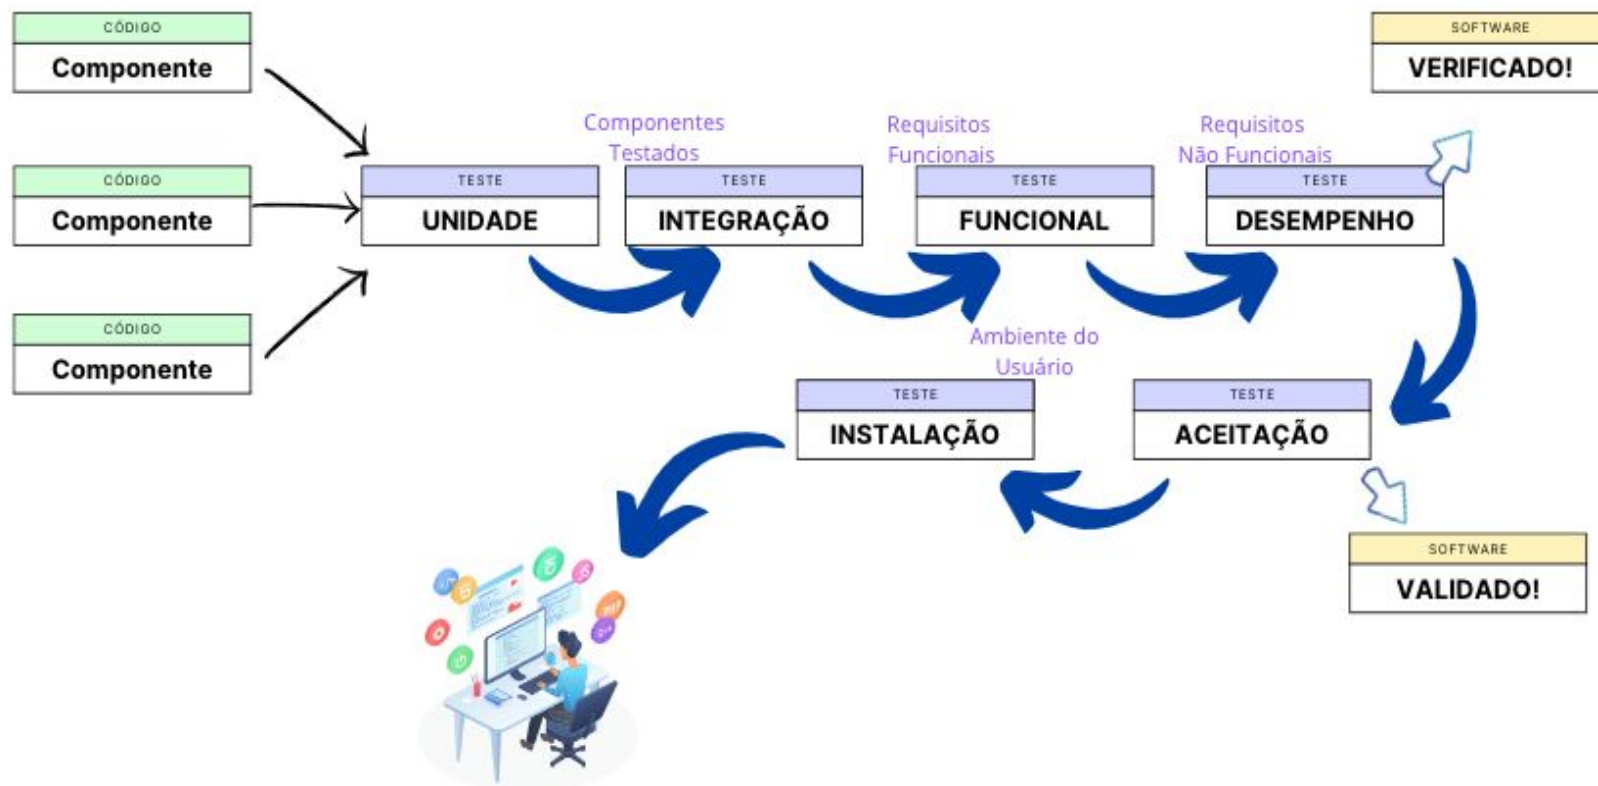 CÓDIGO
Componente
SOFTWARE
VERIFICADO!
Componentes
Testados
Requisitos
Funcionais
Requisitos
Não Funcionais
CÓDIGO
Componente
TESTE
UNIDADE
TESTE
INTEGRAÇÃO
TESTE
FUNCIONAL
TESTE
DESEMPENHO
CÓDIGO
Componente
Ambiente do
Usuário
TESTE
INSTALAÇÃO
TESTE
ACEITAÇÃO
SOFTWARE
VALIDADO!